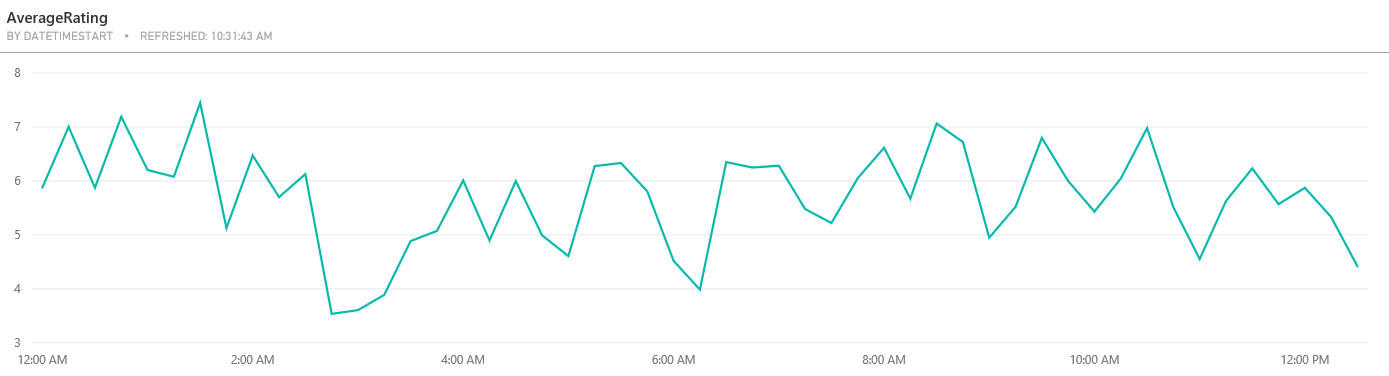 AverageRating
BY DATETIMESTART • REFRESHED: 10:31:43 AM
8
7
6
5
4
3
12:00 AM 2:00 AM 4:00 AM 6:00 AM 8:00 AM 10:00 AM 12:00 PM